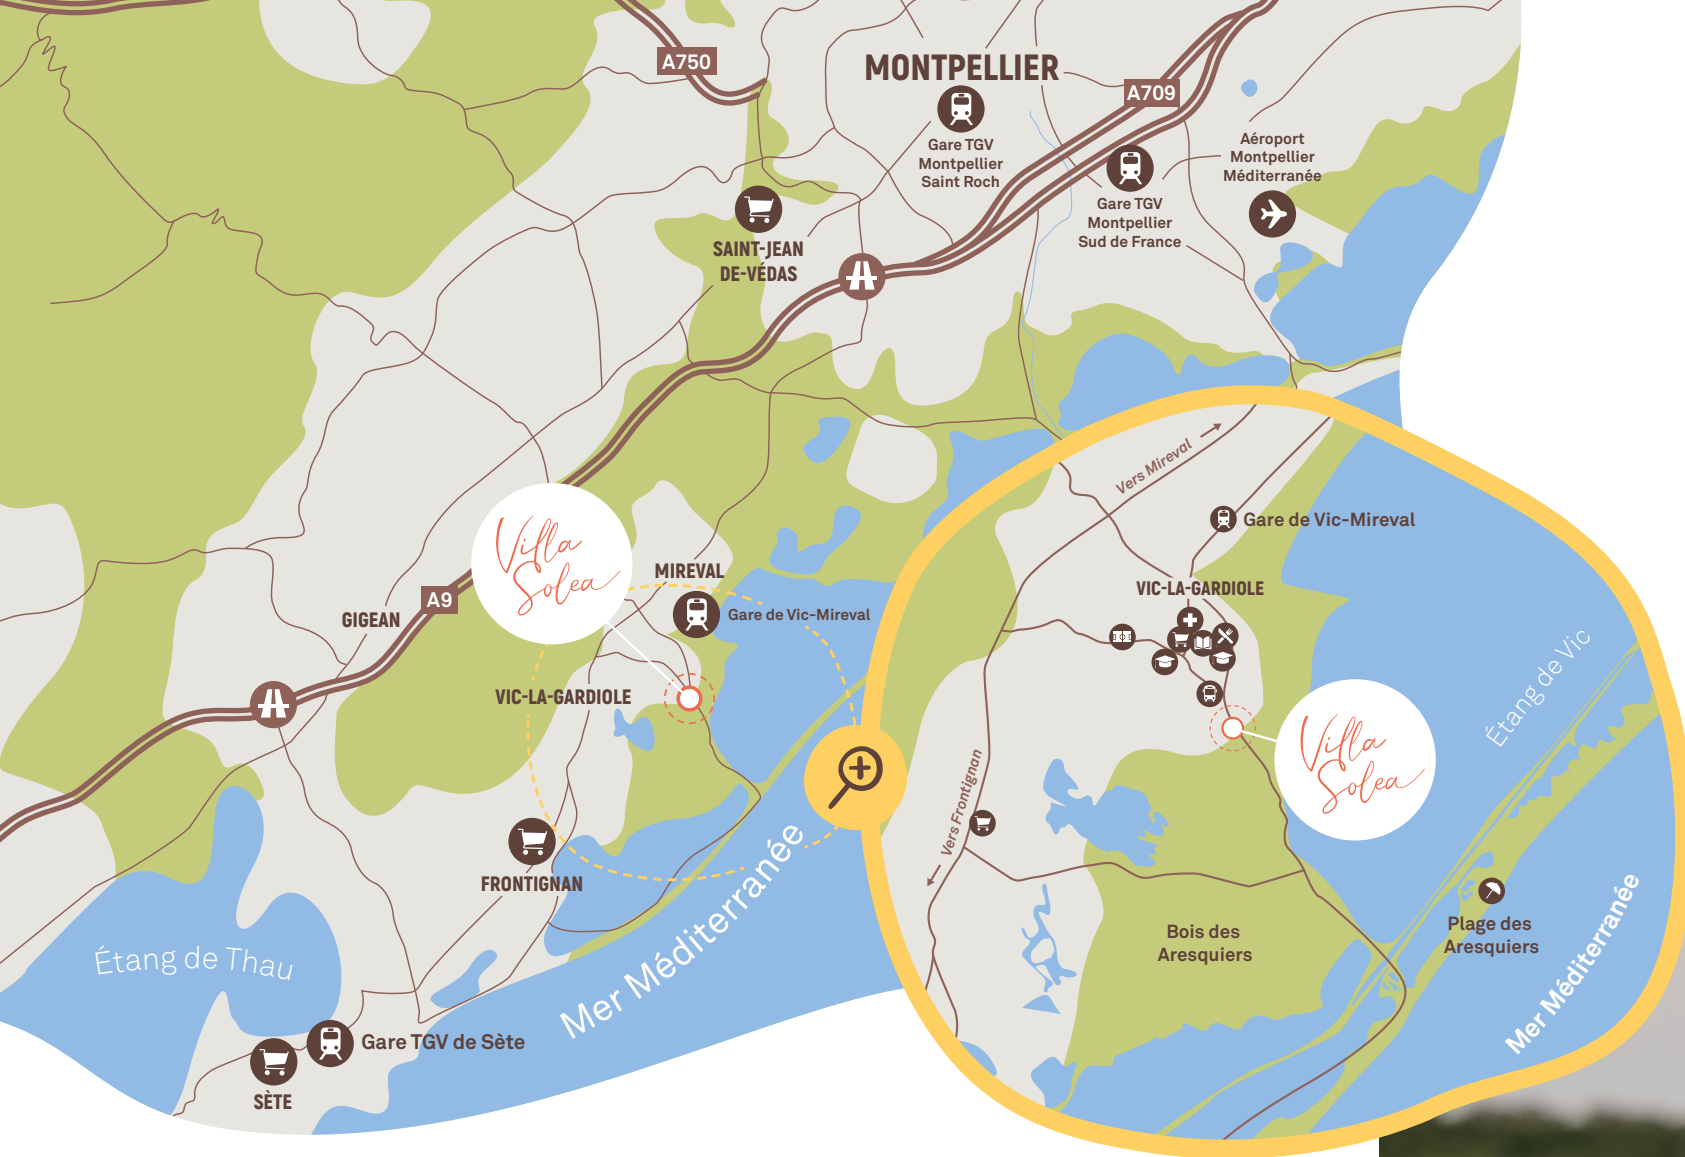 A750
MONTPELLIER
A709
Gare TGV
Montpellier
Saint Roch
Aéroport
Montpellier
Méditerranée
Gare TGV
Montpellier
Sud de France
SAINT-JEAN
DE-VÉDAS
Villa
Solea
MIREVAL
Gare de Vic-Mireval
A9
GIGEAN
VIC-LA-GARDIOLE
FRONTIGNAN
Étang de Thau
Mer Méditerranée
Gare TGV de Sète
SÈTE
Vers Mireval
Gare de Vic-Mireval
VIC-LA-GARDIOLE
Étang de Vic
Villa
Solea
Vers Frontignan
Bois des
Aresquiers
Plage des
Aresquiers
Mer Méditerranée